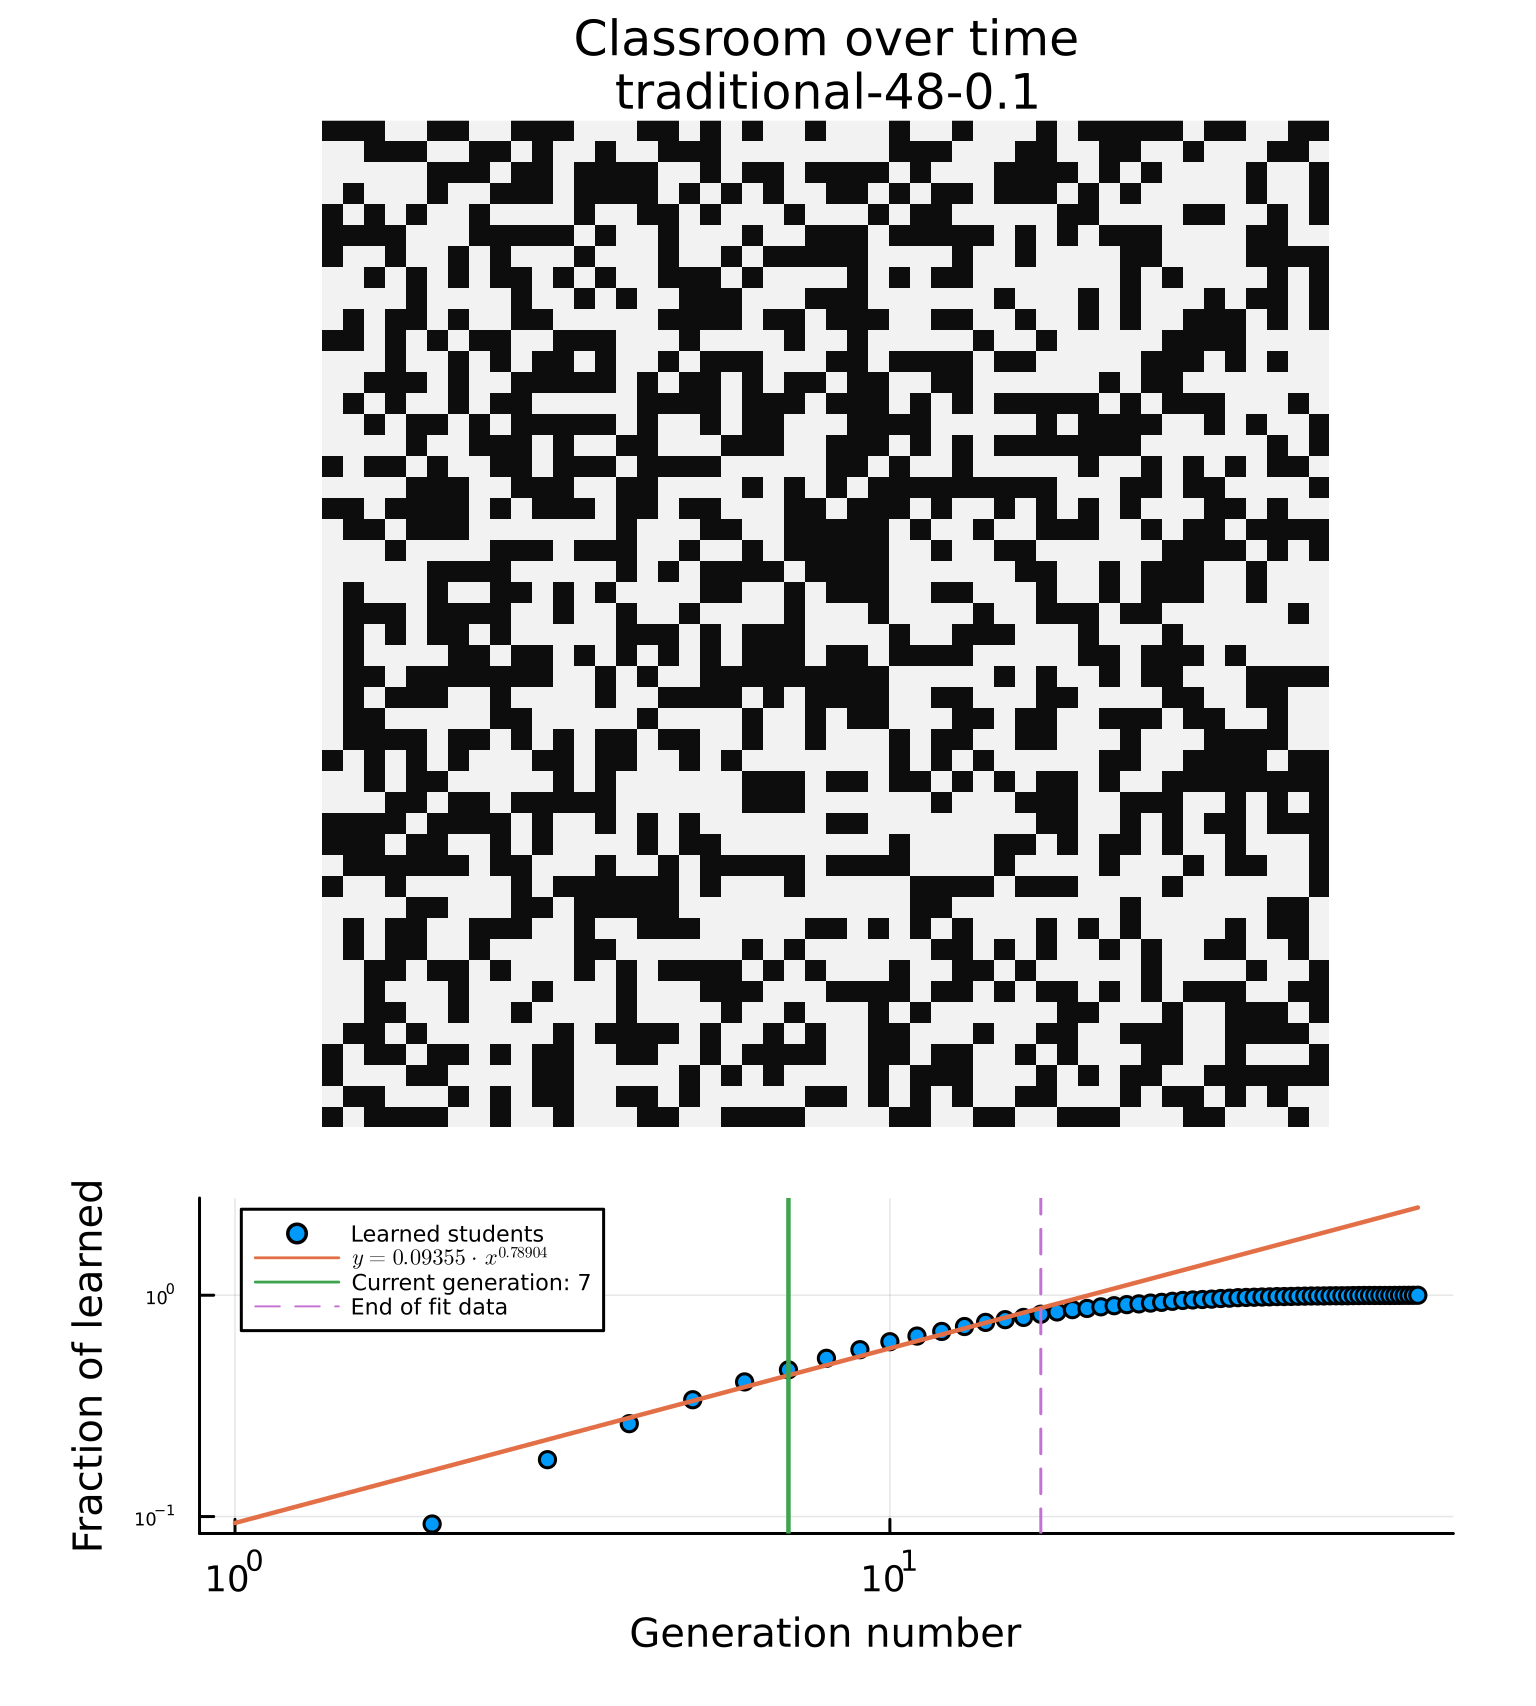 Classroom over time
traditional-48-0.1
Fraction of learned
Learned students
y = 0.09355 · x^0.78904
Current generation: 7
End of fit data
10^0
10^-1
10^0
10^1
Generation number